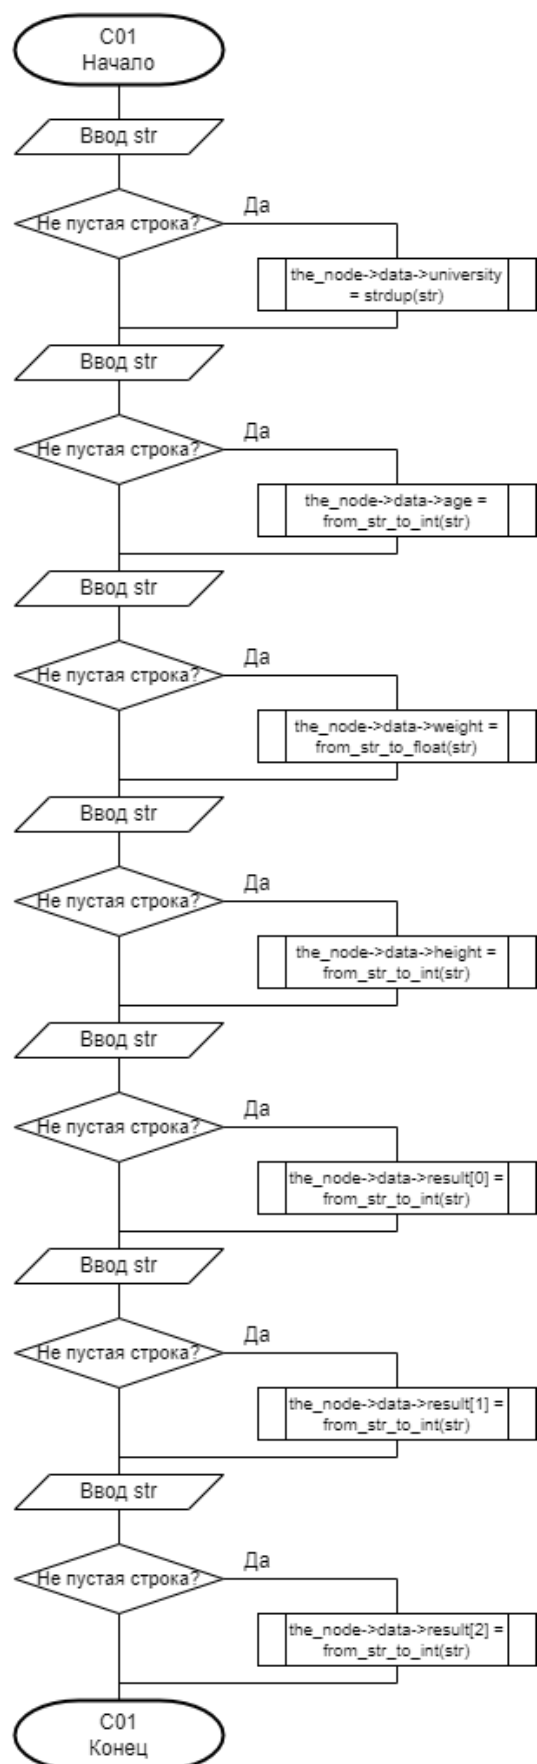 C01
Начало
Ввод str
Не пустая строка?
Да
the_node->data->university
= strdup(str)
Ввод str
Не пустая строка?
Да
the_node->data->age =
from_str_to_int(str)
Ввод str
Не пустая строка?
Да
the_node->data->weight =
from_str_to_float(str)
Ввод str
Не пустая строка?
Да
the_node->data->height =
from_str_to_int(str)
Ввод str
Не пустая строка?
Да
the_node->data->result[0] =
from_str_to_int(str)
Ввод str
Не пустая строка?
Да
the_node->data->result[1] =
from_str_to_int(str)
Ввод str
Не пустая строка?
Да
the_node->data->result[2] =
from_str_to_int(str)
C01
Конец